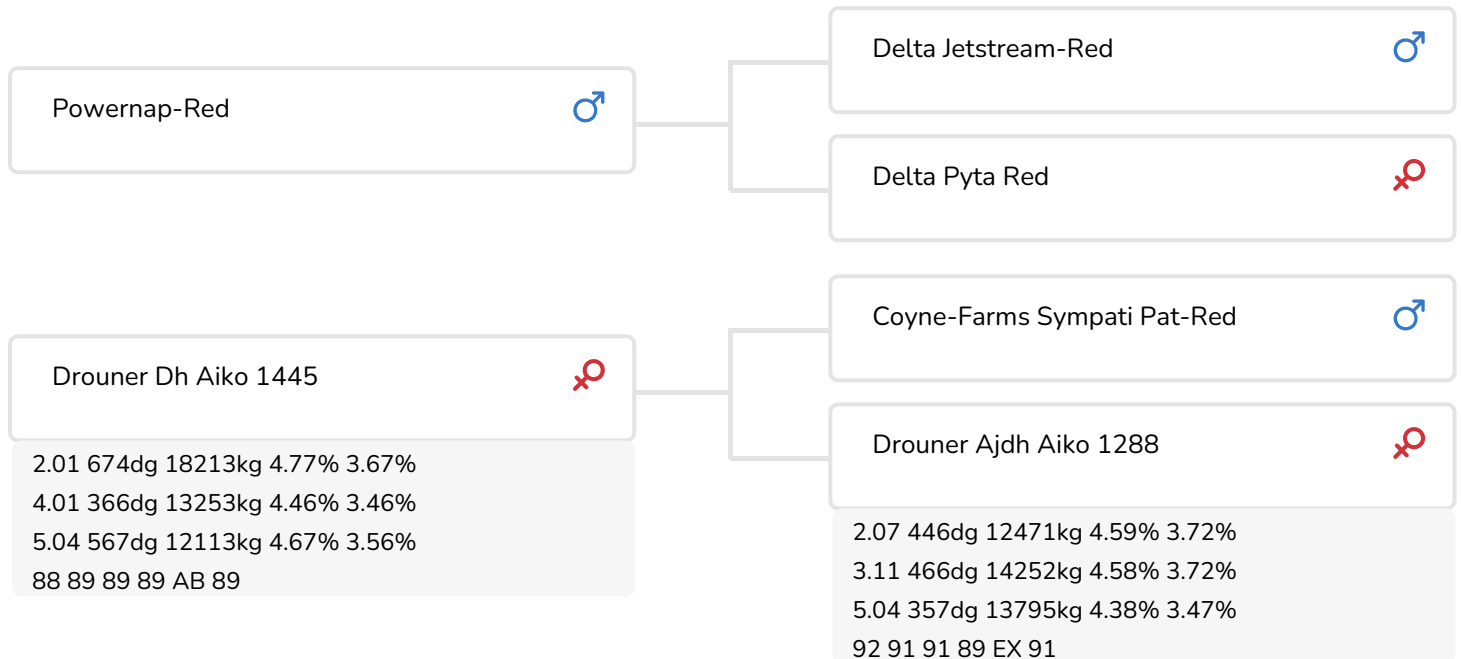 Powernap-Red
Delta Jetstream-Red
Delta Pyta Red
Drouner Dh Aiko 1445
2.01 674dg 18213kg 4.77% 3.67%
4.01 366dg 13253kg 4.46% 3.46%
5.04 567dg 12113kg 4.67% 3.56%
88 89 89 89 AB 89
Coyne-Farms Sympati Pat-Red
Drouner Ajdh Aiko 1288
2.07 446dg 12471kg 4.59% 3.72%
3.11 466dg 14252kg 4.58% 3.72%
5.04 357dg 13795kg 4.38% 3.47%
92 91 91 89 EX 91